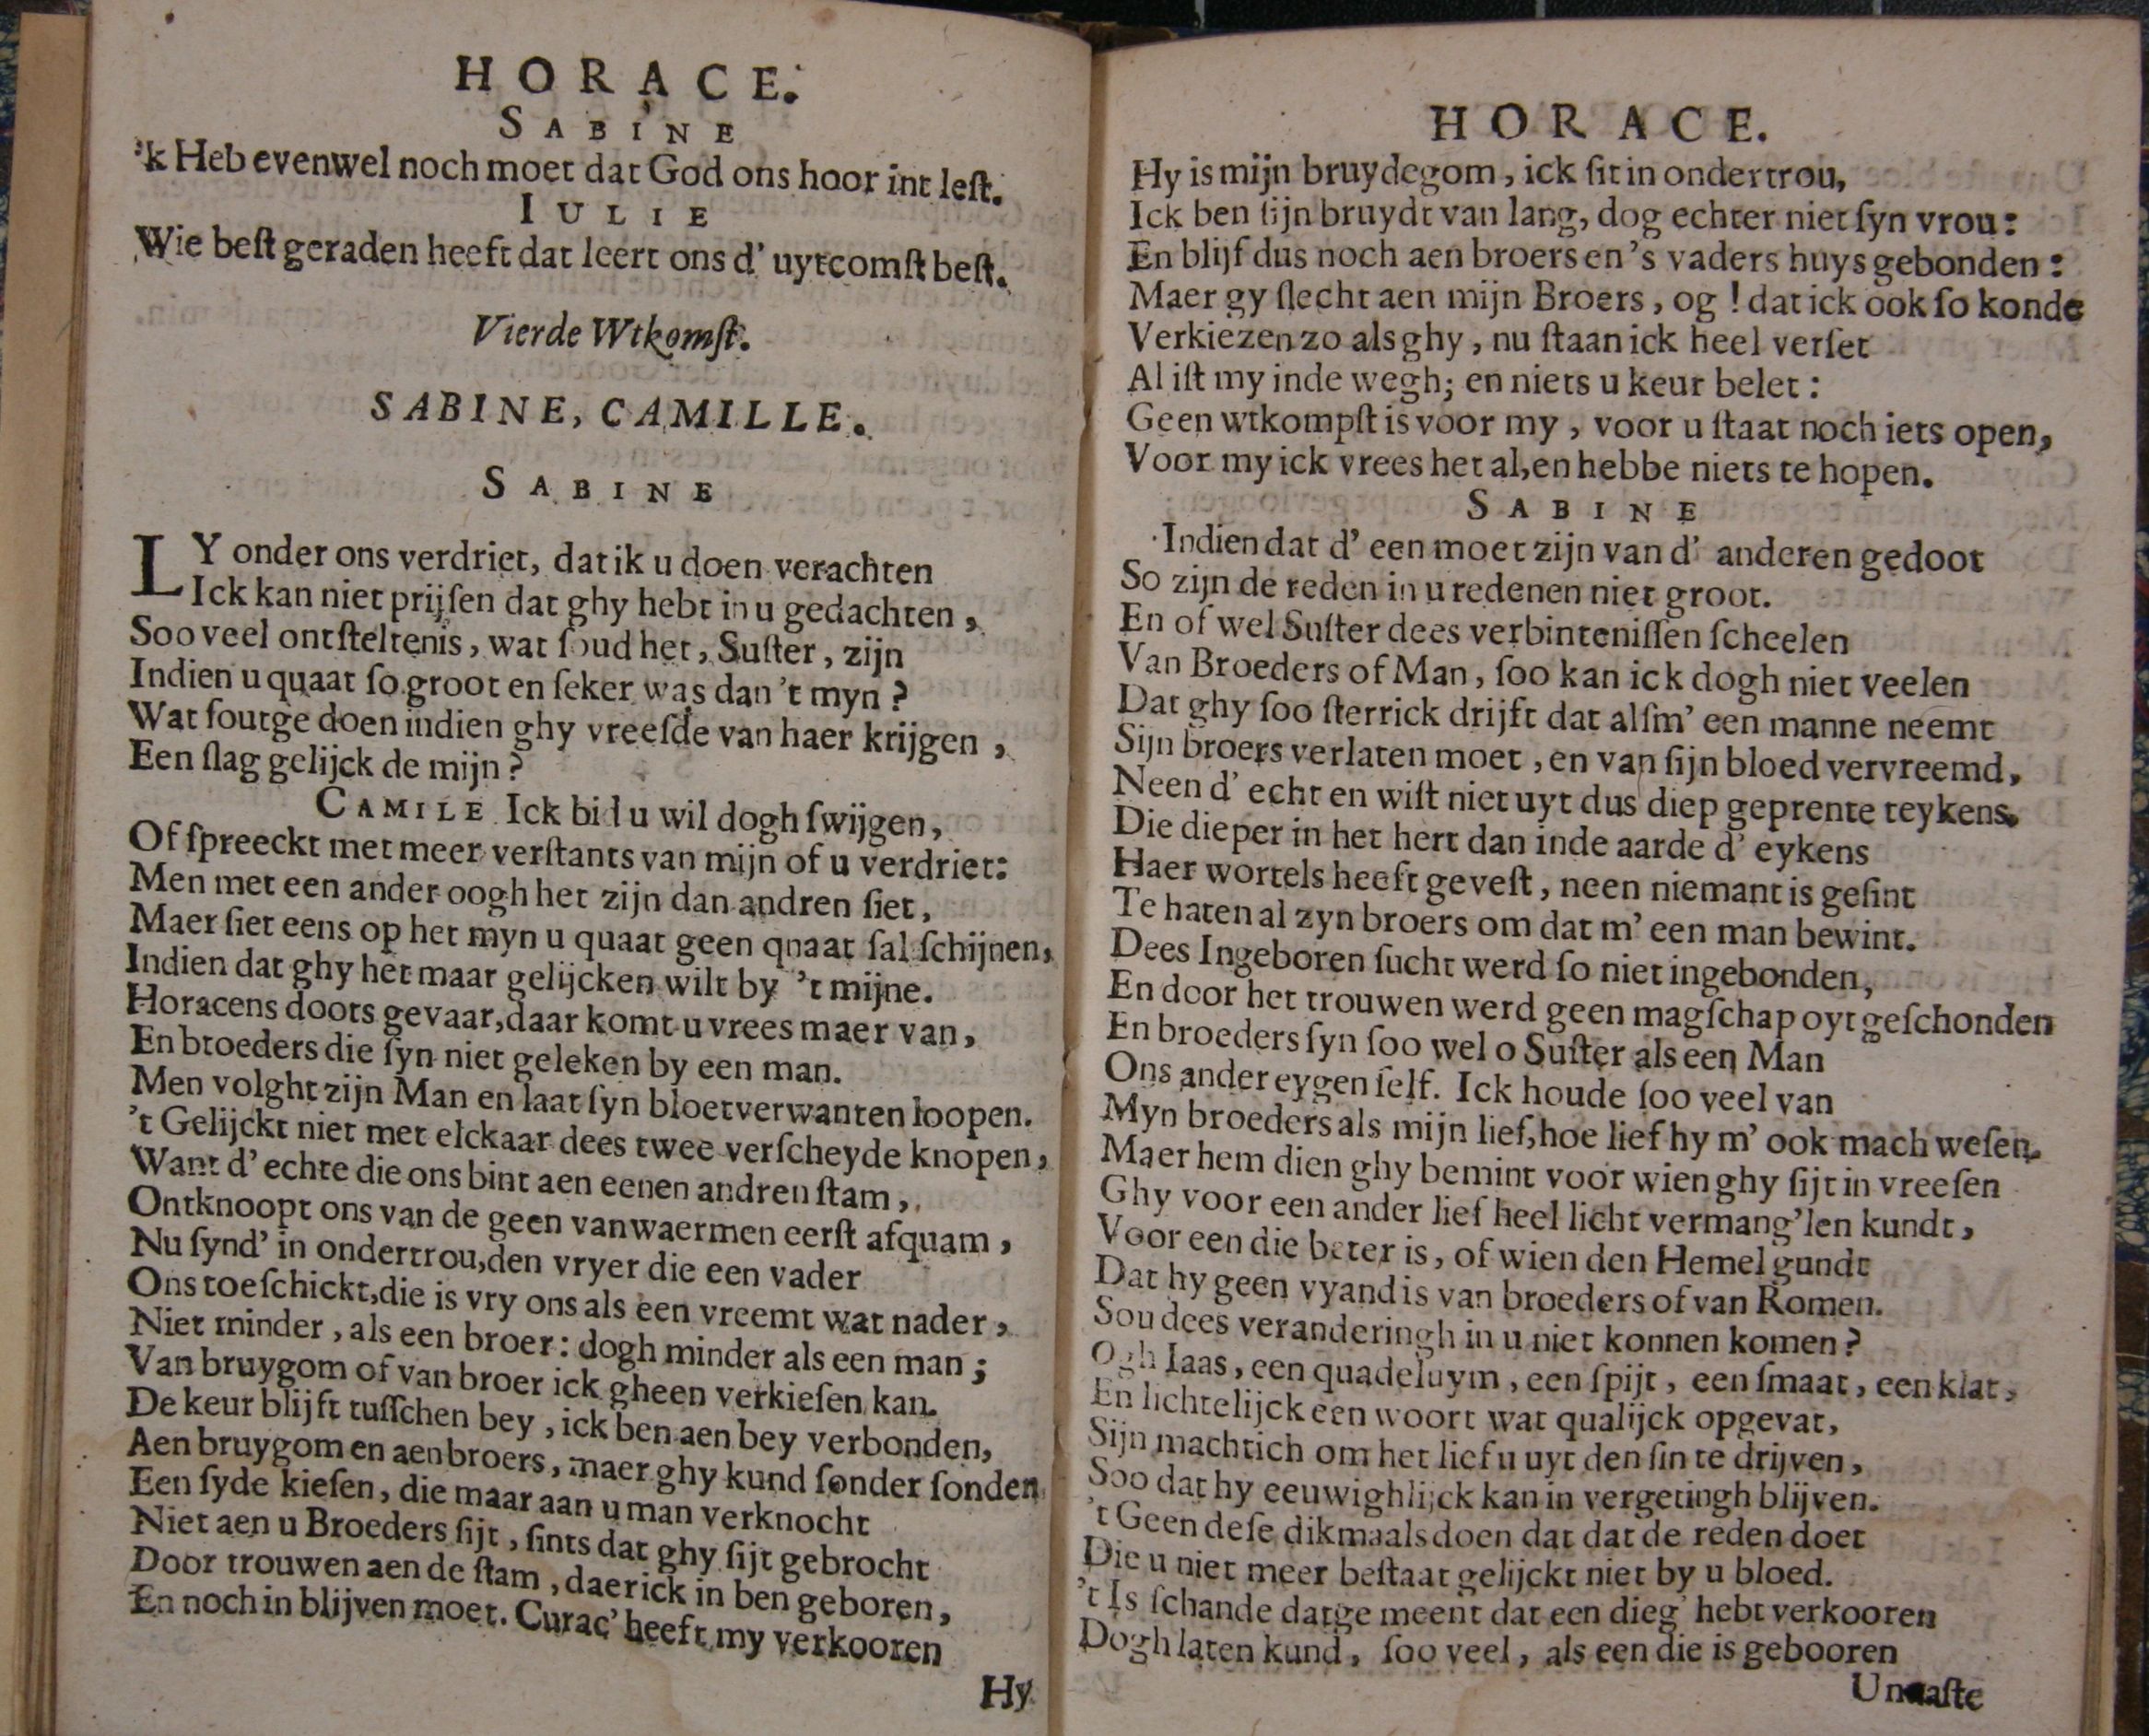 HORACE.
SABINE
'k Heb evenwel noch moet dat God ons hoor int leſt.
IULIE
Wie beſt geraden heeft dat leert ons d' uytcomſt beſt.
Vierde Wtkomſt.
SABINE, CAMILLE.
SABINE
LY onder ons verdriet, dat ik u doen verachten
Ick kan niet prijſen dat ghy hebt in u gedachten,
Soo veel ontſteltenis, wat ſoud het, Suſter, zijn
Indien u quaat ſo groot en ſeker was dan 't myn?
Wat ſoutge doen indien ghy vreeſde van haer krijgen,
Een ſlag gelijck de mijn?
CAMILE Ick bid u wil dogh ſwijgen,
Of ſpreeckt met meer verſtants van mijn of u verdriet:
Men met een ander oogh het zijn dan andren ſiet,
Maer ſiet eens op het myn u quaat geen qnaat ſal ſchijnen,
Indien dat ghy het maar gelijcken wilt by 't mijne.
Horacens doots gevaar, daar komt u vrees maer van,
En broeders die ſyn niet geleken by een man.
Men volght zijn Man en laat ſyn bloetverwanten loopen.
't Gelijckt niet met elckaar dees twee verſcheyde knopen,
Want d' echte die ons bint aen eenen andren ſtam,
Ontknoopt ons van de geen van waermen eerſt afquam,
Nu ſynd' in ondertrou, den vryer die een vader
Ons toeſchickt, die is vry ons als een vreemt wat nader,
Niet minder, als een broer: dogh minder als een man;
Van bruygom of van broer ick gheen verkieſen kan.
De keur blijft tuſſchen bey, ick ben aen bey verbonden,
Aen bruygom en aen broers, maer ghy kund ſonder ſonden
Een ſyde kieſen, die maar aan u man verknocht
Niet aen u Broeders ſijt, ſints dat ghy ſijt gebrocht
Door trouwen aen de ſtam, daer ick in ben geboren,
En noch in blijven moet. Curac' heeft my verkooren
Hy
HORACE.
Hy is mijn bruydegom, ick ſit in ondertrou,
Ick ben ſijn bruydt van lang, dog echter niet ſyn vrou:
En blijf dus noch aen broers en 's vaders huys gebonden:
Maer gy ſlecht aen mijn Broers, og! dat ick ook ſo konde
Verkiezen zo als ghy, nu ſtaan ick heel verſet
Al iſt my inde wegh; en niets u keur belet:
Geen wtkompſt is voor my, voor u ſtaat noch iets open,
Voor my ick vrees het al, en hebbe niets te hopen.
SABINE
Indien dat d' een moet zijn van d' anderen gedoot
So zijn de reden in u redenen niet groot.
En of wel Suſter dees verbinteniſſen ſcheelen
Van Broeders of Man, ſoo kan ick dogh niet veelen
Dat ghy ſoo ſterrick drijft dat alſm' een manne neemt
Sijn broers verlaten moet, en van ſijn bloed vervreemd,
Neen d' echt en wiſt niet uyt dus diep geprente teykens.
Die dieper in het hert dan inde aarde d' eykens
Haer wortels heeft geveſt, neen niemant is geſint
Te haten al zyn broers om dat m' een man bewint.
Dees Ingeboren ſucht werd ſo niet ingebonden,
En door het trouwen werd geen magſchap oyt geſchonden
En broeders ſyn ſoo wel o Suſter als een Man
Ons ander eygen ſelf. Ick houde ſoo veel van
Myn broeders als mijn lief, hoe lief hy m' ook mach weſen.
Maer hem dien ghy bemint voor wien ghy ſijt in vreeſen
Ghy voor een ander lief heel licht vermang'len kundt,
Voor een die beter is, of wien den Hemel gundt
Dat hy geen vyand is van broeders of van Romen.
Sou dees veranderingh in u niet konnen komen?
Ogh laas, een quade luym, een ſpijt, een ſmaat, een klat,
En lichtelijck een woort wat qualijck opgevat,
Sijn machtich om het lief u uyt den ſin te drijven,
Soo dat hy eeuwighlijck kan in vergetingh blijven.
't Geen deſe dikmaals doen dat dat de reden doet
Die u niet meer beſtaat gelijckt niet by u bloed.
't Is ſchande datge meent dat een die g' hebt verkooren
Dogh laten kund, ſoo veel, als een die is gebooren
U naaſte